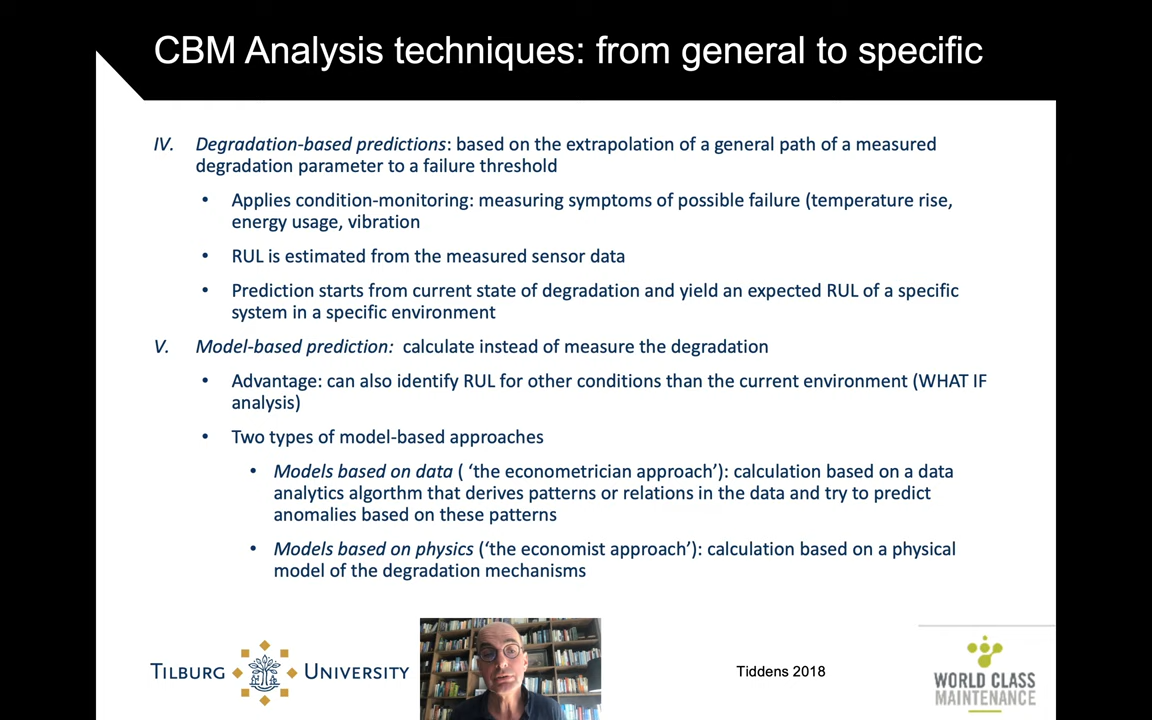 CBM Analysis techniques: from general to specific
IV. Degradation-based predictions: based on the extrapolation of a general path of a measured
degradation parameter to a failure threshold
• Applies condition-monitoring: measuring symptoms of possible failure (temperature rise,
energy usage, vibration
• RUL is estimated from the measured sensor data
• Prediction starts from current state of degradation and yield an expected RUL of a specific
system in a specific environment
V. Model-based prediction: calculate instead of measure the degradation
• Advantage: can also identify RUL for other conditions than the current environment (WHAT IF
analysis)
• Two types of model-based approaches
• Models based on data ( ‘the econometrician approach’): calculation based on a data
analytics algorthm that derives patterns or relations in the data and try to predict
anomalies based on these patterns
• Models based on physics (‘the economist approach’): calculation based on a physical
model of the degradation mechanisms
TILBURG UNIVERSITY
Tiddens 2018
WORLD CLASS
MAINTENANCE